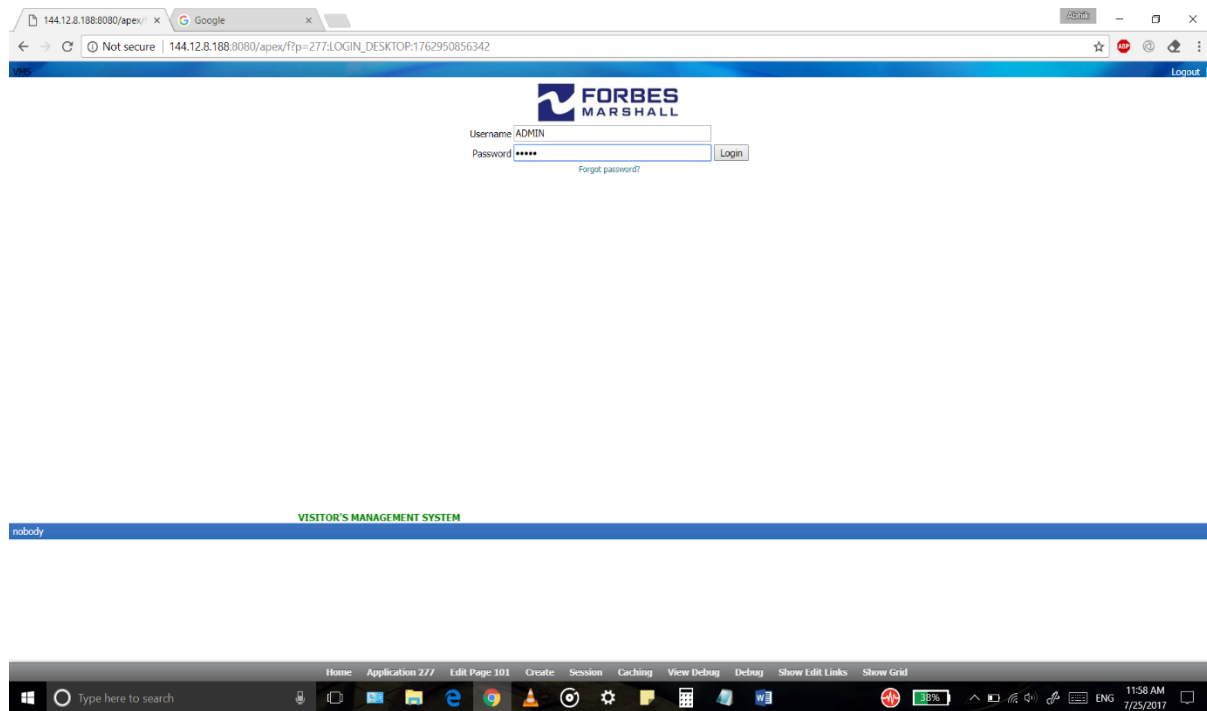 144.12.8.188:8080/apex/f
Google
Abhik
Not secure | 144.12.8.188:8080/apex/f?p=277:LOGIN_DESKTOP:1762950856342
ABP
VMS
Logout
FORBES
MARSHALL
Username ADMIN
Password ••••• Login
Forgot password?
VISITOR'S MANAGEMENT SYSTEM
nobody
Home Application 277 Edit Page 101 Create Session Caching View Debug Debug Show Edit Links Show Grid
Type here to search
38%
ENG
11:58 AM
7/25/2017